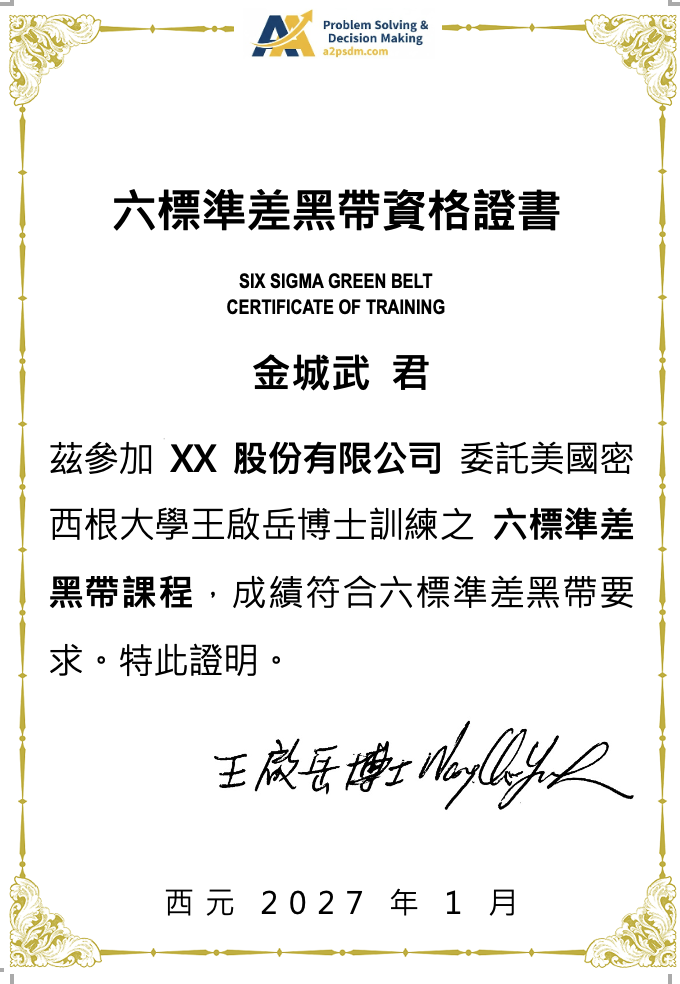 Problem Solving &
Decision Making
a2psdm.com
六標準差黑帶資格證書
SIX SIGMA GREEN BELT
CERTIFICATE OF TRAINING
金城武 君
茲參加 XX 股份有限公司 委託美國密
西根大學王啟岳博士訓練之 六標準差
黑帶課程，成績符合六標準差黑帶要
求。特此證明。
王啟岳博士
西元 2027 年 1 月